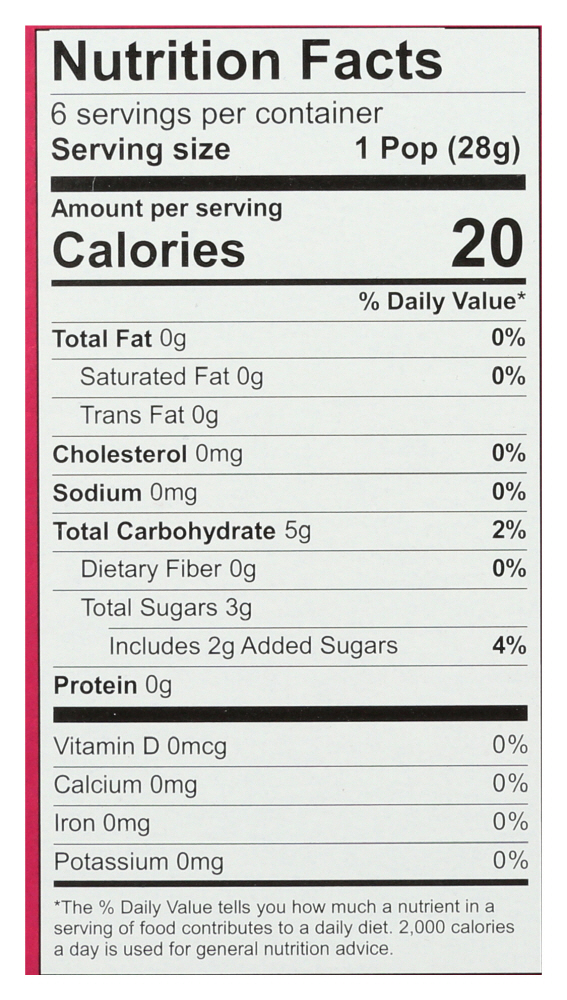 Nutrition Facts
6 servings per container
Serving size 1 Pop (28g)
Amount per serving
Calories 20
% Daily Value*
Total Fat 0g 0%
Saturated Fat 0g 0%
Trans Fat 0g
Cholesterol 0mg 0%
Sodium 0mg 0%
Total Carbohydrate 5g 2%
Dietary Fiber 0g 0%
Total Sugars 3g
Includes 2g Added Sugars 4%
Protein 0g
Vitamin D 0mcg 0%
Calcium 0mg 0%
Iron 0mg 0%
Potassium 0mg 0%
*The % Daily Value tells you how much a nutrient in a
serving of food contributes to a daily diet. 2,000 calories
a day is used for general nutrition advice.